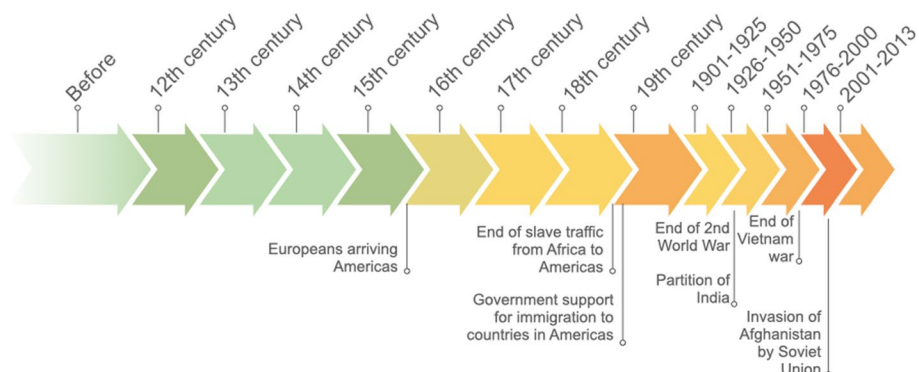 Before
12th century
13th century
14th century
15th century
16th century
17th century
18th century
19th century
1901-1925
1926-1950
1951-1975
1976-2000
2001-2013
Europeans arriving
Americas
End of slave traffic
from Africa to
Americas
Government support
for immigration to
countries in Americas
End of 2nd
World War
Partition of
India
End of
Vietnam
war
Invasion of
Afghanistan
by Soviet
Union